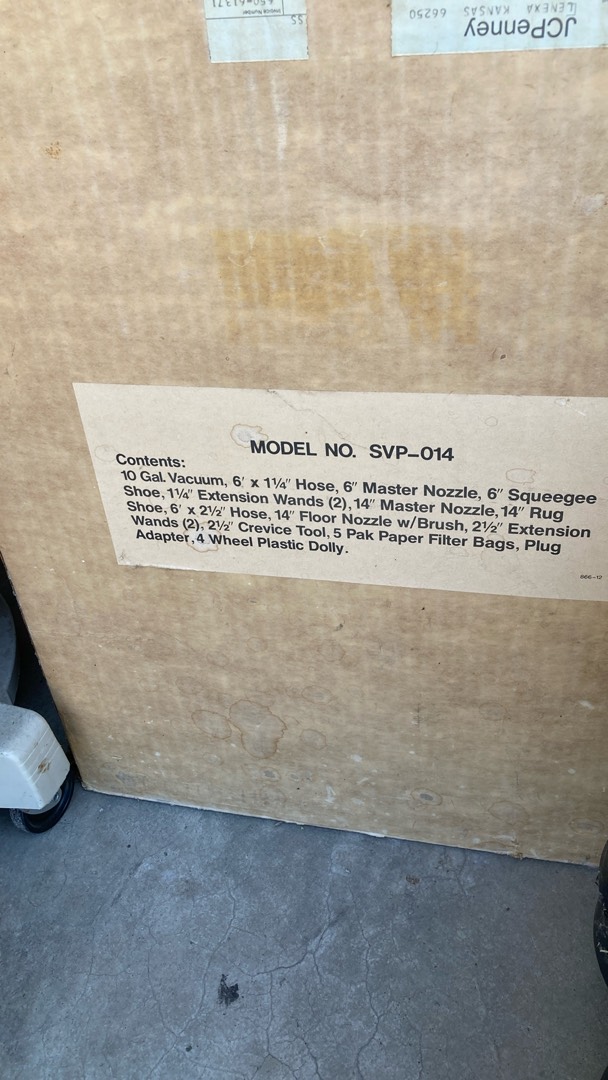 JCPenney
LENEXA KANSAS 66250
Invoice Number
SS
MODEL NO. SVP-014
Contents:
10 Gal. Vacuum, 6' x 1¼" Hose, 6" Master Nozzle, 6" Squeegee
Shoe, 1¼" Extension Wands (2), 14" Master Nozzle, 14" Rug
Shoe, 6' x 2½" Hose, 14" Floor Nozzle w/Brush, 2½" Extension
Wands (2), 2½" Crevice Tool, 5 Pak Paper Filter Bags, Plug
Adapter, 4 Wheel Plastic Dolly.
866-12